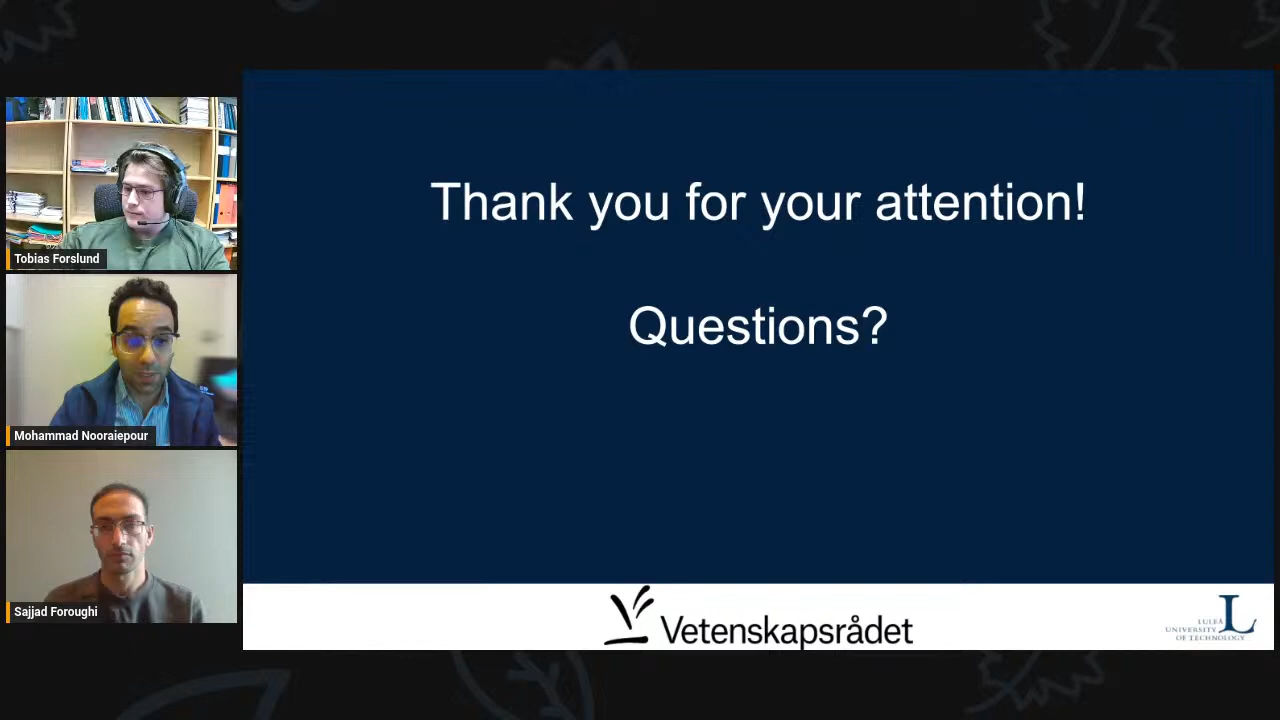 Tobias Forslund
Mohammad Nooraiepour
Sajjad Foroughi
Thank you for your attention!
Questions?
Vetenskapsrådet
LULEÅ
UNIVERSITY
OF TECHNOLOGY
L